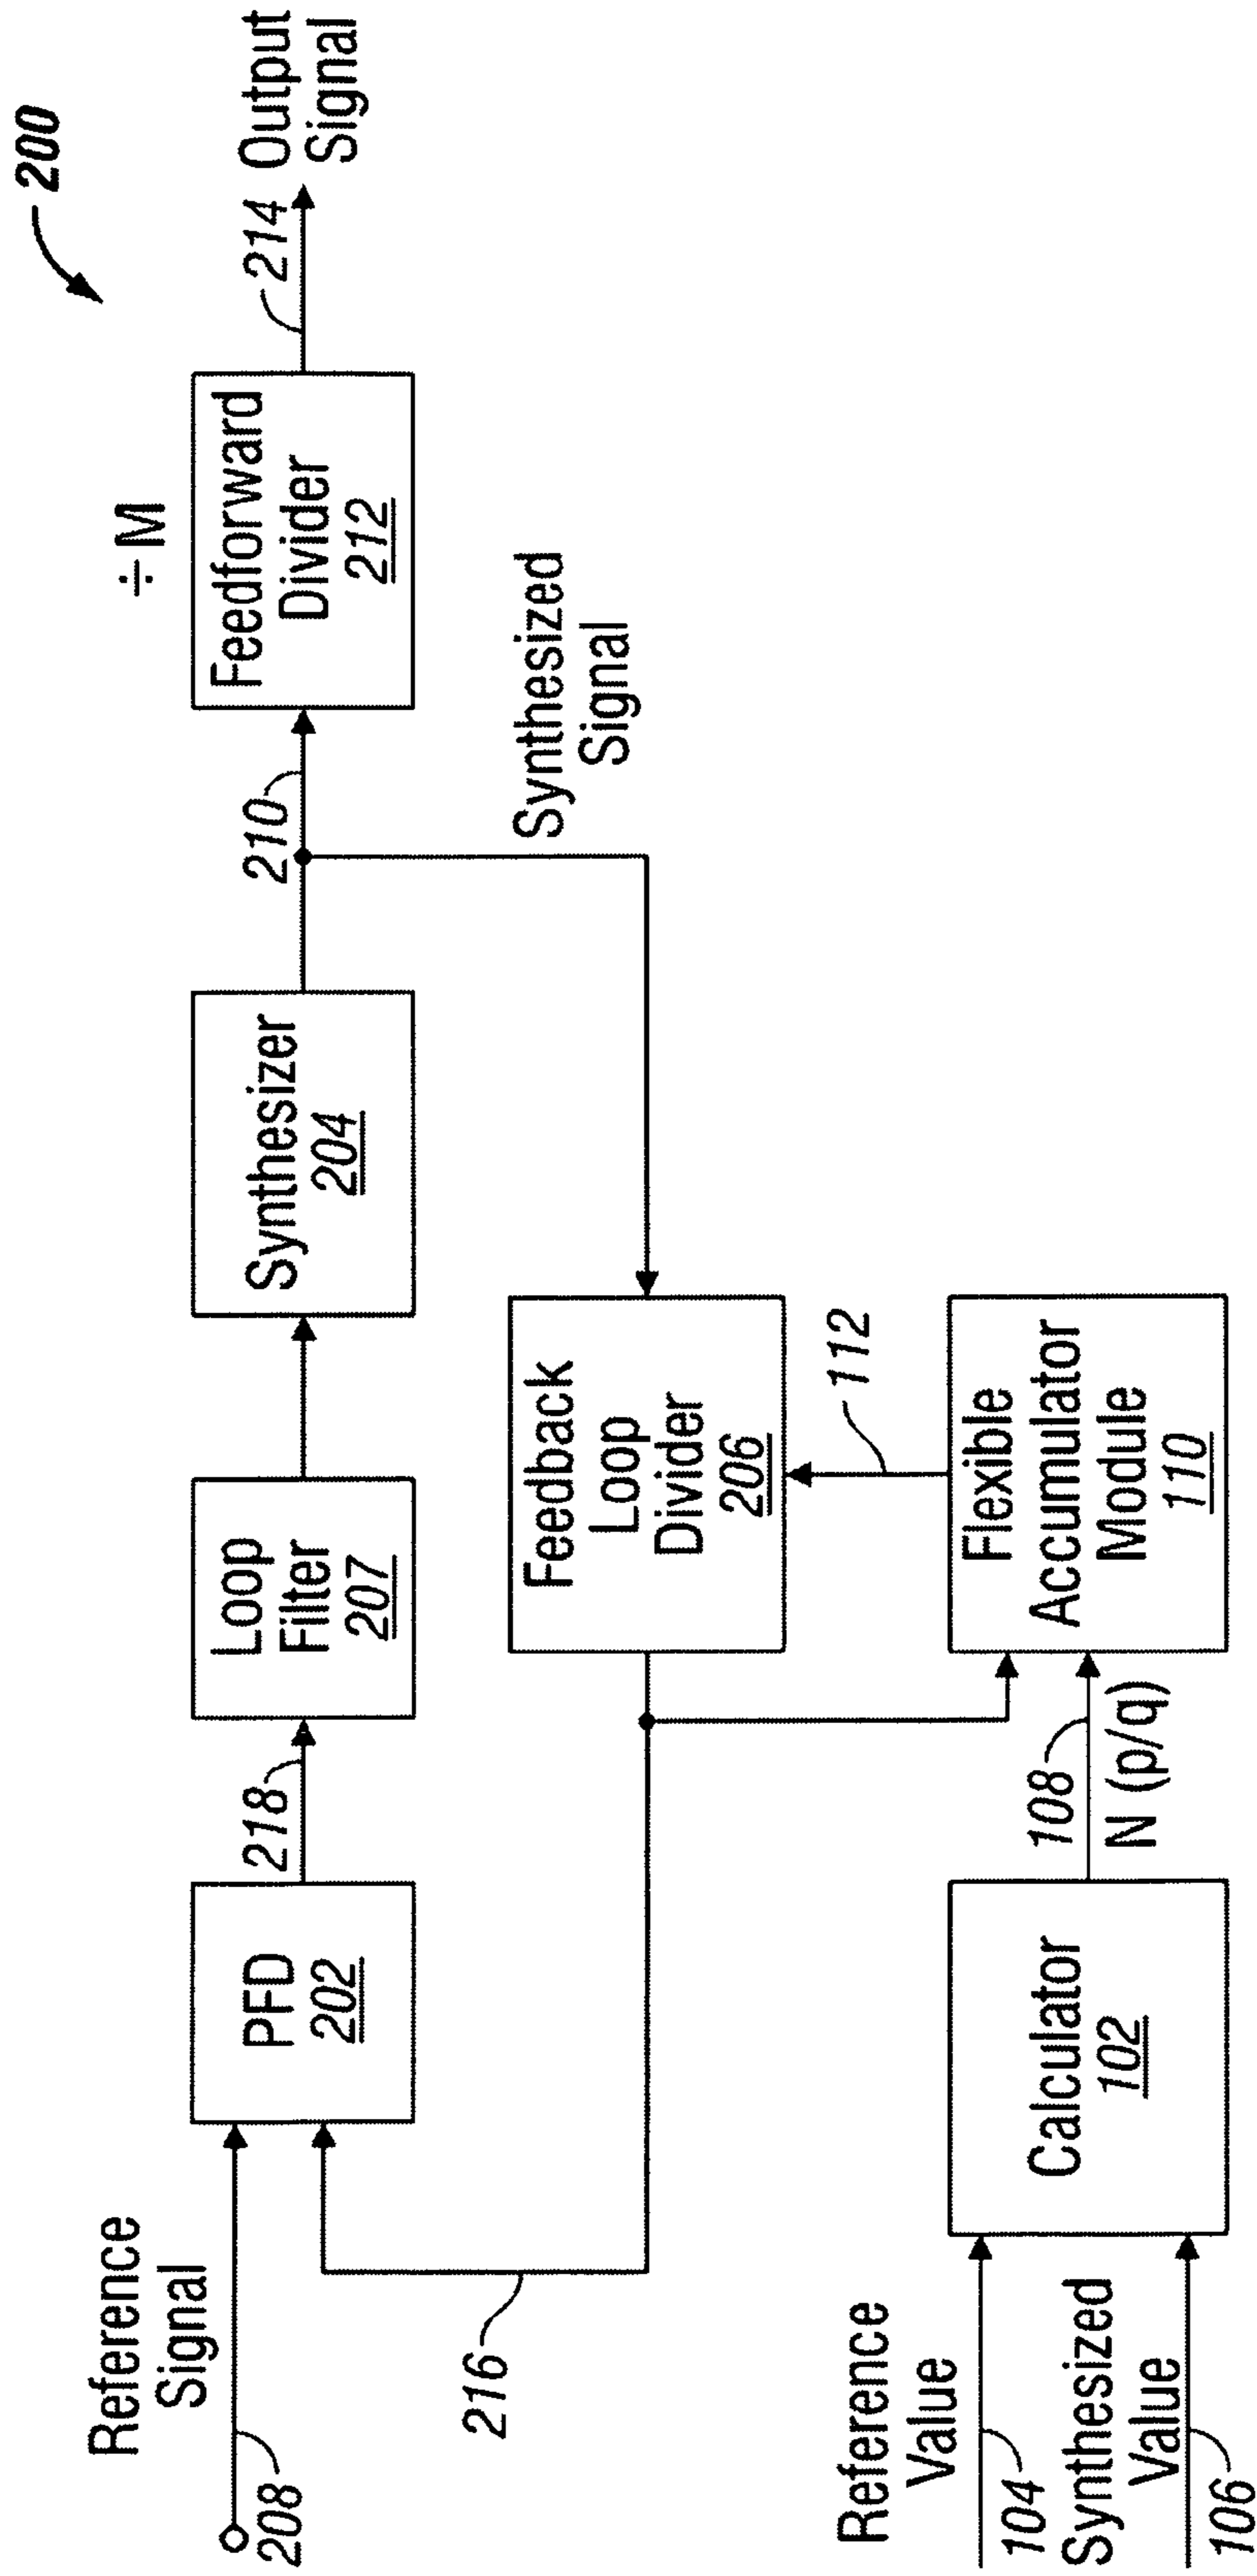 200
Reference
Signal
208
PFD
202
218
Loop
Filter
207
Synthesizer
204
210
÷M
Feedforward
Divider
212
214
Output
Signal
Synthesized
Signal
216
Feedback
Loop
Divider
206
112
Reference
Value
104
Synthesized
Value
106
Calculator
102
108
N (p/q)
Flexible
Accumulator
Module
110